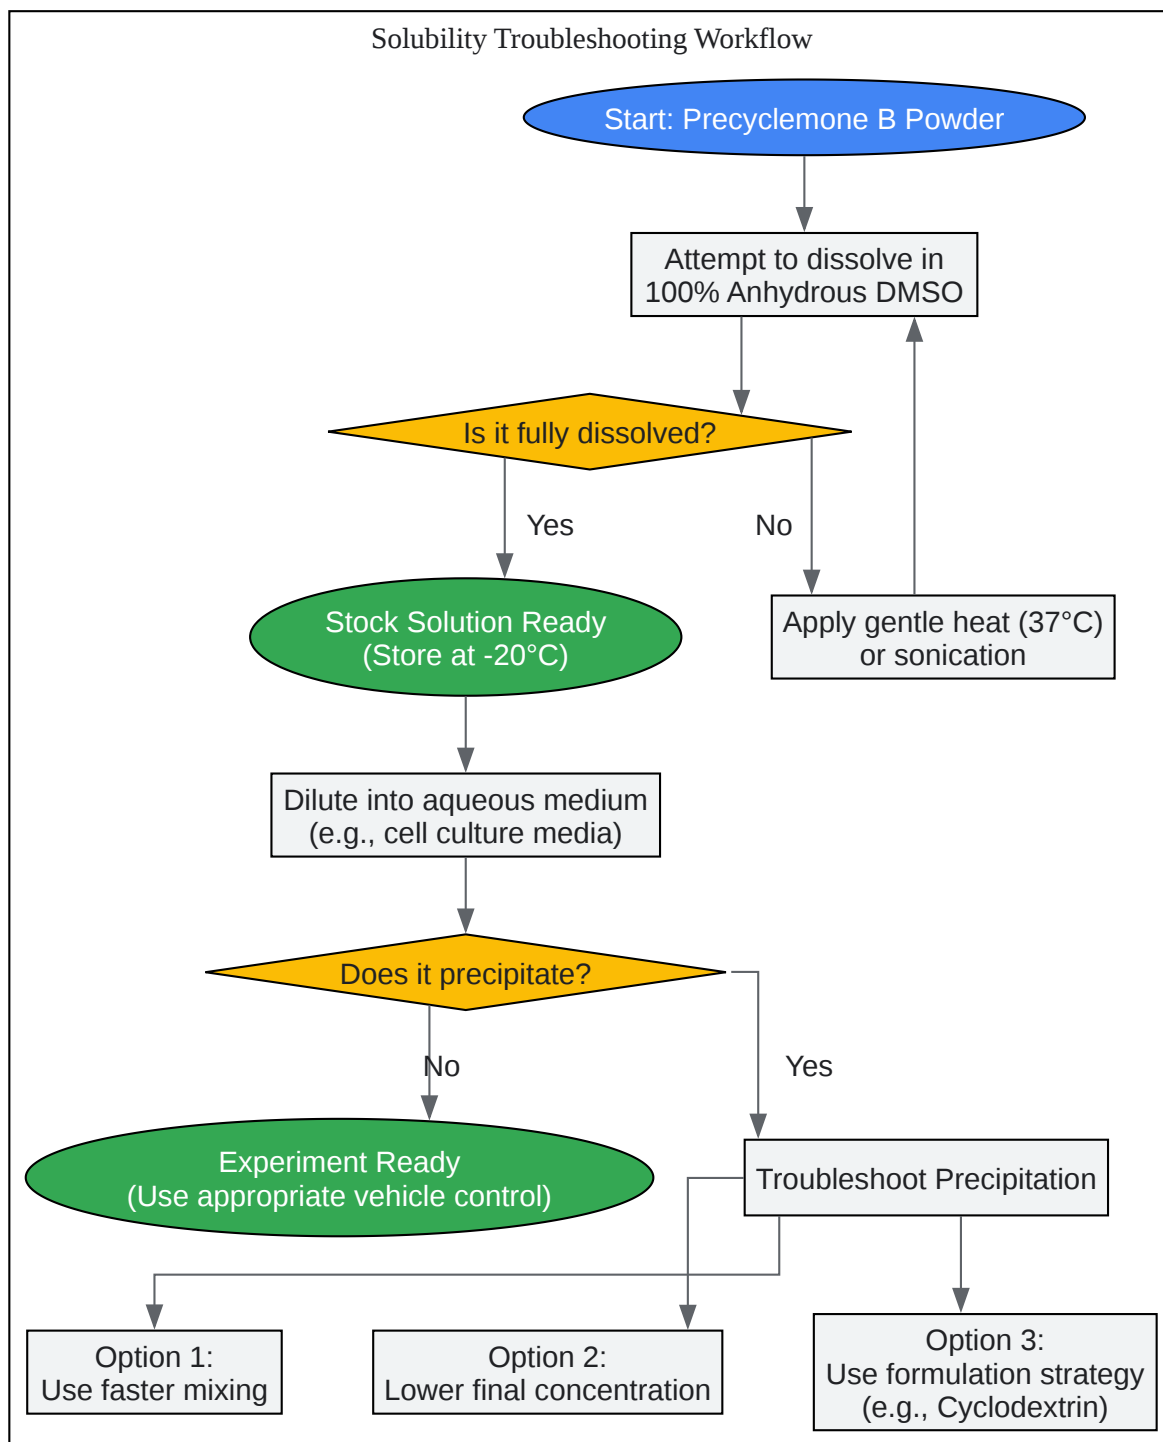 Solubility Troubleshooting Workflow
Start: Precyclemone B Powder
Attempt to dissolve in
100% Anhydrous DMSO
Is it fully dissolved?
Yes
No
Stock Solution Ready
(Store at -20°C)
Apply gentle heat (37°C)
or sonication
Dilute into aqueous medium
(e.g., cell culture media)
Does it precipitate?
No
Yes
Experiment Ready
(Use appropriate vehicle control)
Troubleshoot Precipitation
Option 1:
Use faster mixing
Option 2:
Lower final concentration
Option 3:
Use formulation strategy
(e.g., Cyclodextrin)